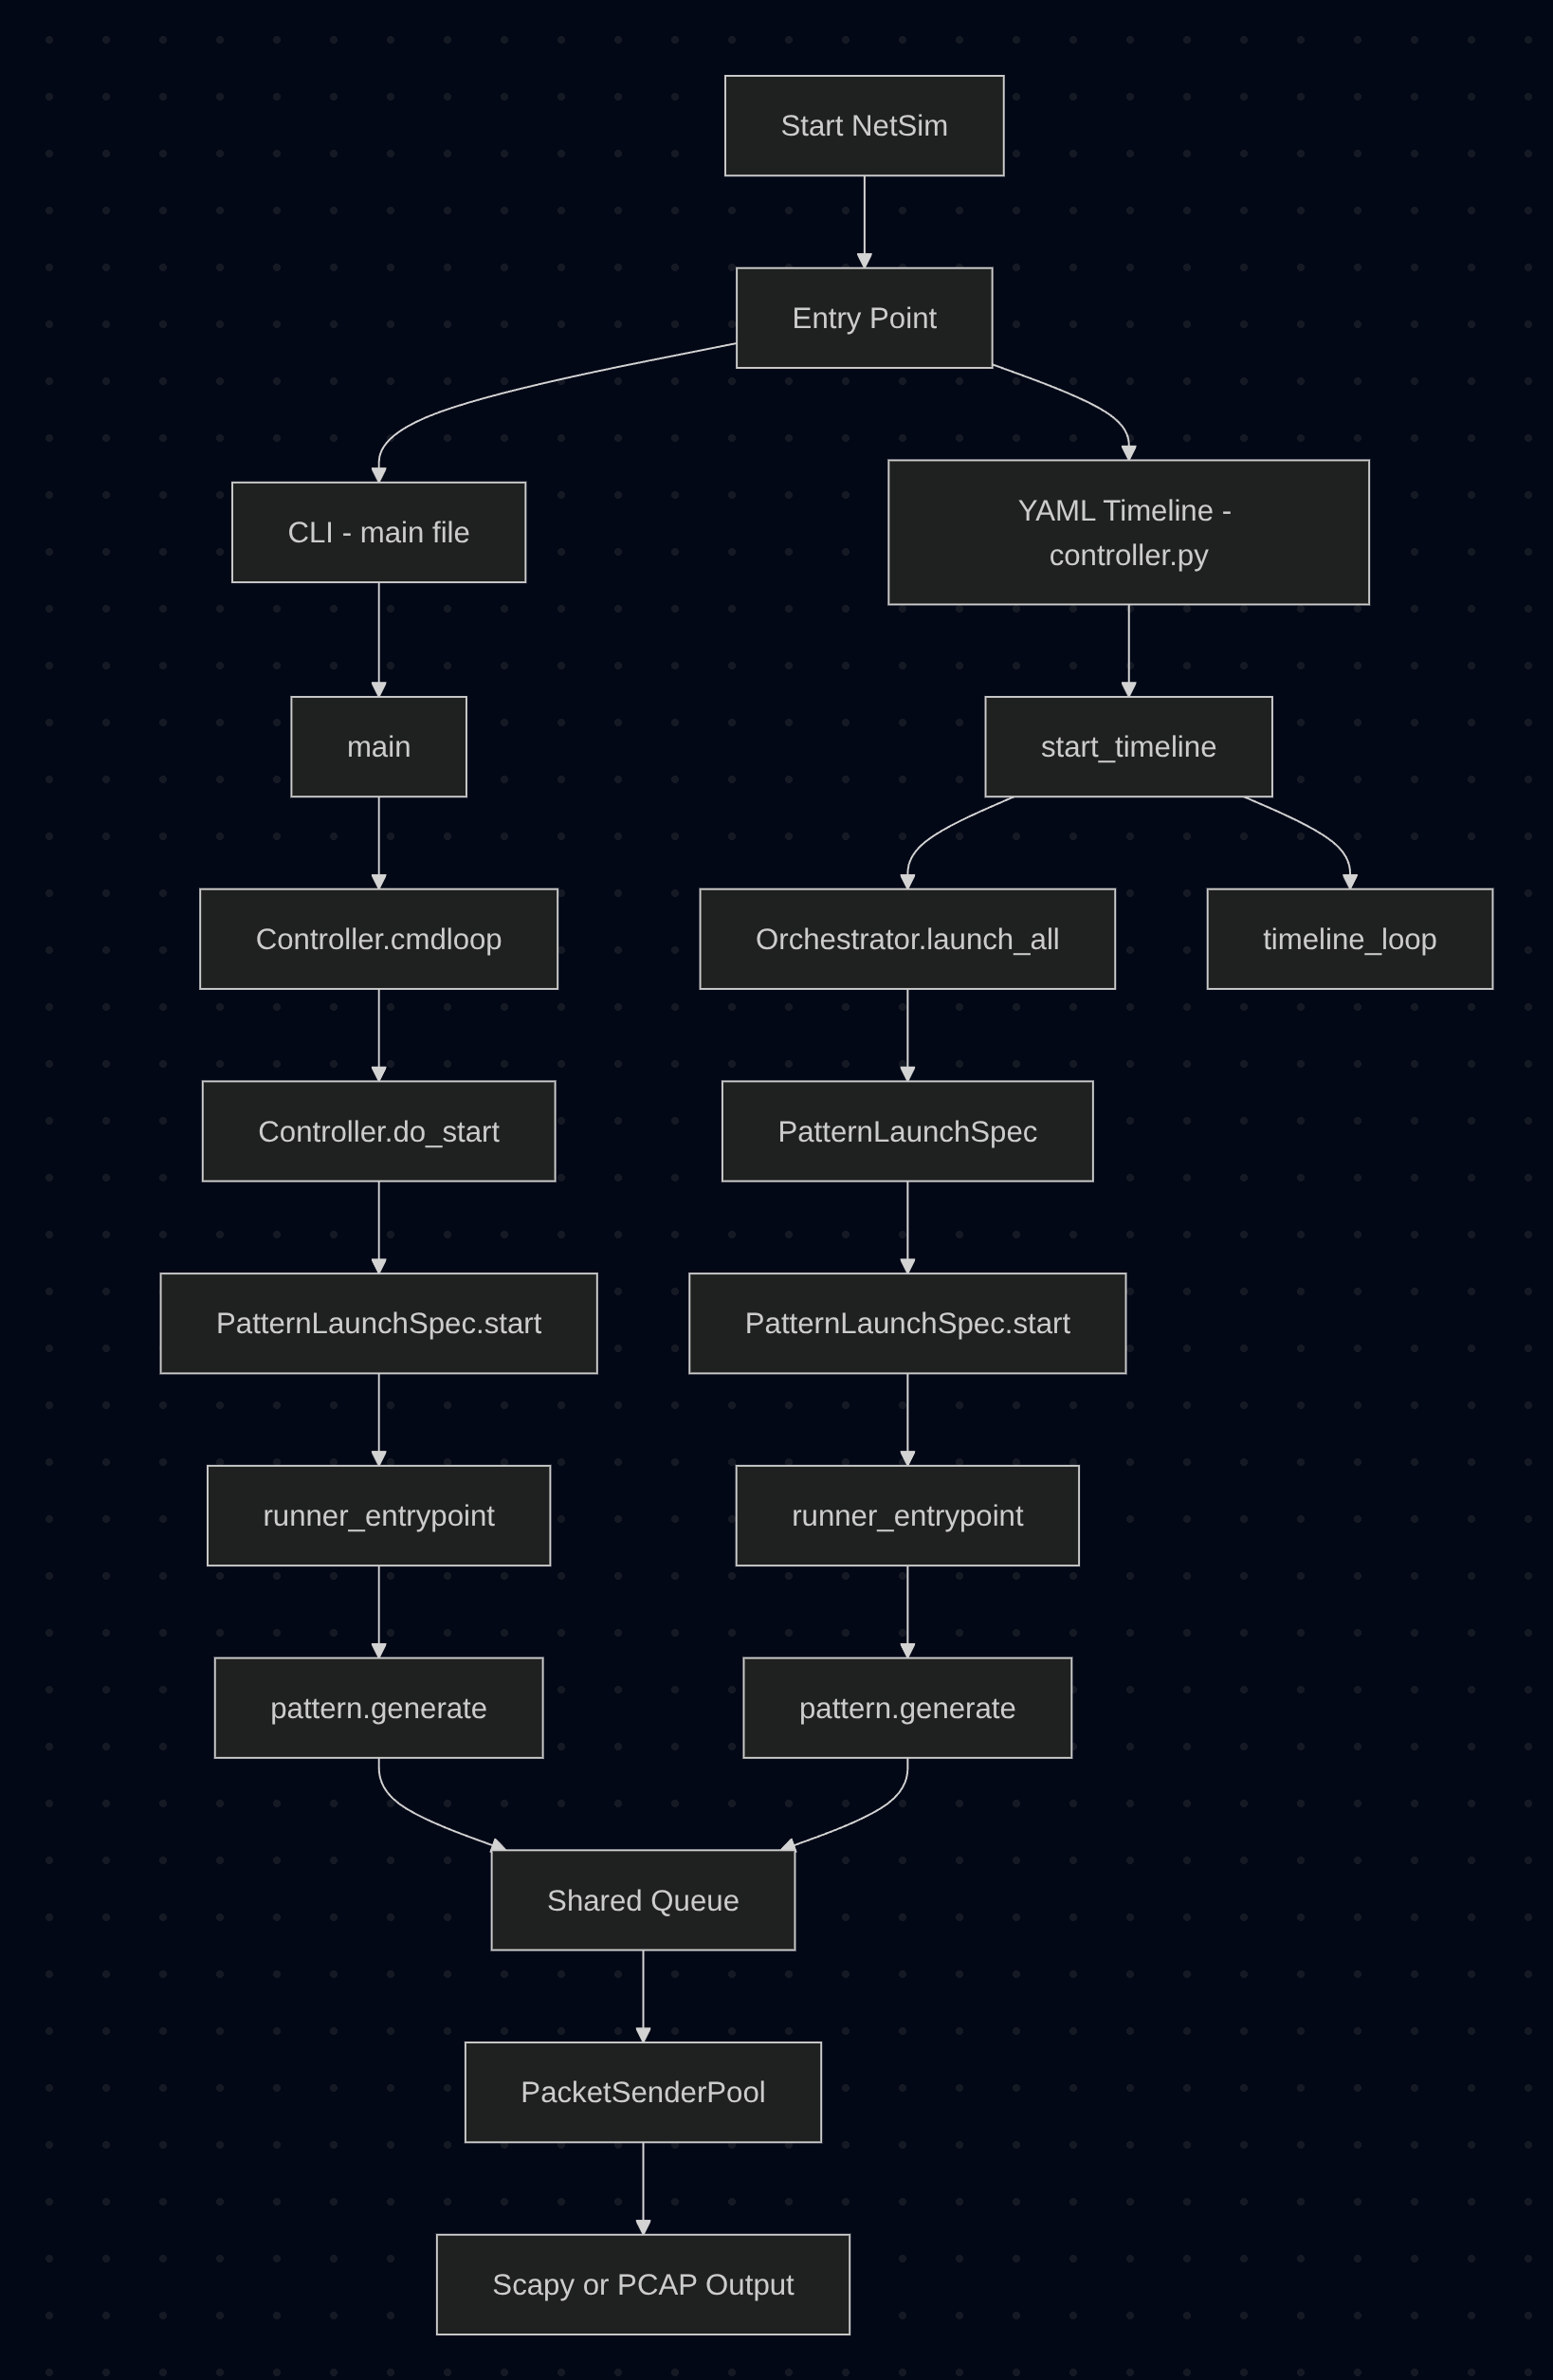 Start NetSim
Entry Point
CLI - main file
YAML Timeline -
controller.py
main
start_timeline
Controller.cmdloop
Orchestrator.launch_all
timeline_loop
Controller.do_start
PatternLaunchSpec
PatternLaunchSpec.start
PatternLaunchSpec.start
runner_entrypoint
runner_entrypoint
pattern.generate
pattern.generate
Shared Queue
PacketSenderPool
Scapy or PCAP Output